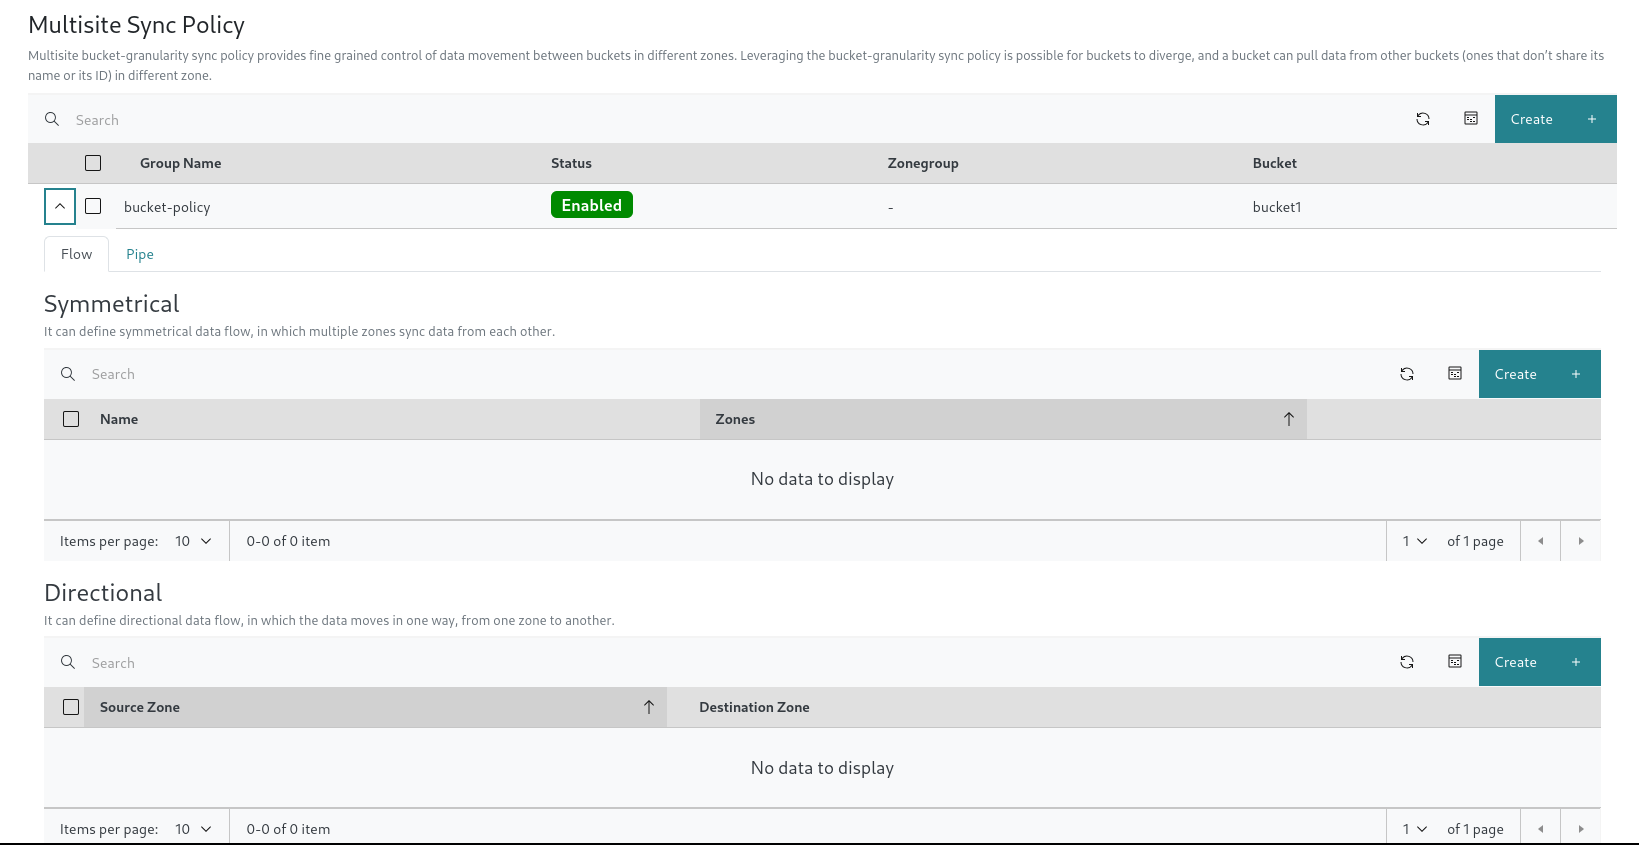 Multisite Sync Policy
Multisite bucket-granularity sync policy provides fine grained control of data movement between buckets in different zones. Leveraging the bucket-granularity sync policy is possible for buckets to diverge, and a bucket can pull data from other buckets (ones that don’t share its
name or its ID) in different zone.
Search
Create +
Group Name Status Zonegroup Bucket
bucket-policy Enabled - bucket1
Flow Pipe
Symmetrical
It can define symmetrical data flow, in which multiple zones sync data from each other.
Search
Create +
Name Zones
No data to display
Items per page: 10 0-0 of 0 item 1 of 1 page
Directional
It can define directional data flow, in which the data moves in one way, from one zone to another.
Search
Create +
Source Zone Destination Zone
No data to display
Items per page: 10 0-0 of 0 item 1 of 1 page